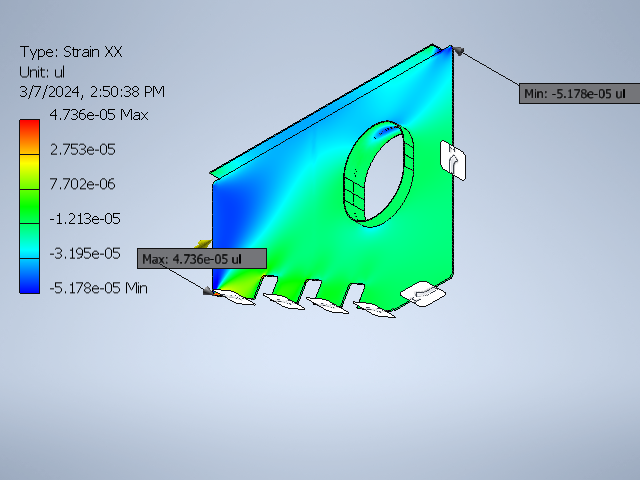 Type: Strain XX
Unit: ul
3/7/2024, 2:50:38 PM
4.736e-05 Max
2.753e-05
7.702e-06
-1.213e-05
-3.195e-05
-5.178e-05 Min
Min: -5.178e-05 ul
Max: 4.736e-05 ul